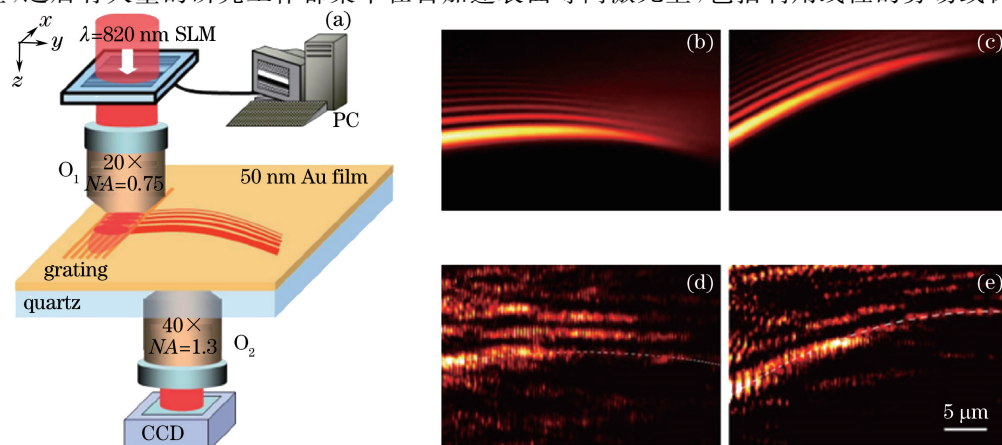 (a)
x
y
z
λ=820 nm SLM
PC
O₁
20×
NA=0.75
50 nm Au film
grating
quartz
40×
NA=1.3
O₂
CCD
(b)
(c)
(d)
(e)
5 μm